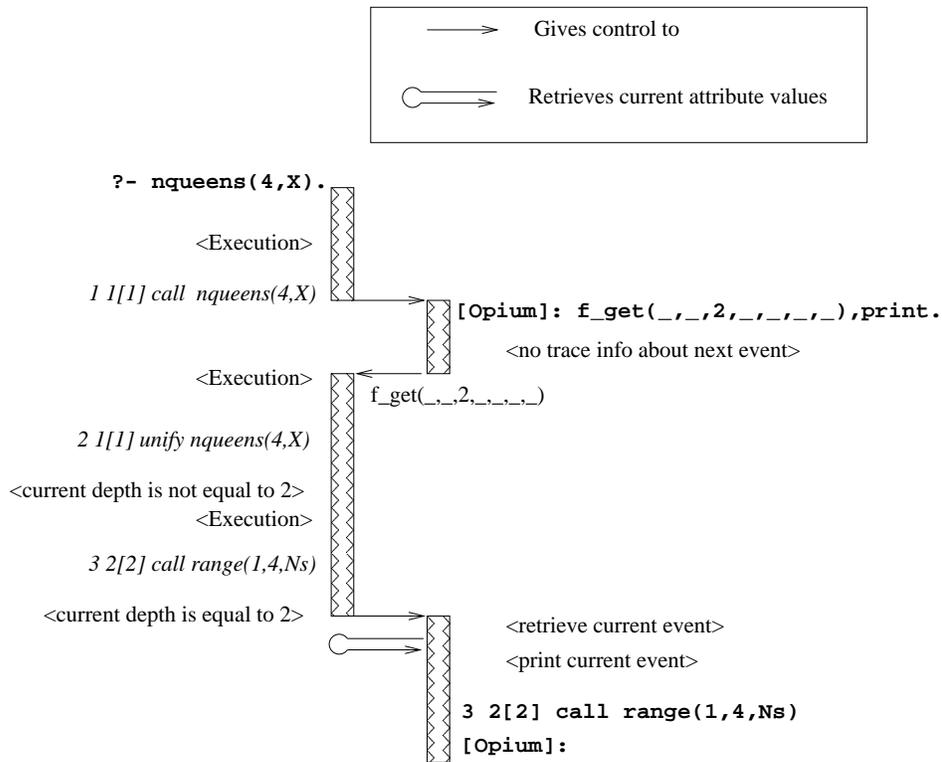 Gives control to
Retrieves current attribute values
?- nqueens(4,X).
<Execution>
1 1[1] call nqueens(4,X)
[Opium]: f_get(_,_,2,_,_,_,_),print.
<no trace info about next event>
<Execution>
f_get(_,_,2,_,_,_,_)
2 1[1] unify nqueens(4,X)
<current depth is not equal to 2>
<Execution>
3 2[2] call range(1,4,Ns)
<current depth is equal to 2>
<retrieve current event>
<print current event>
3 2[2] call range(1,4,Ns)
[Opium]: